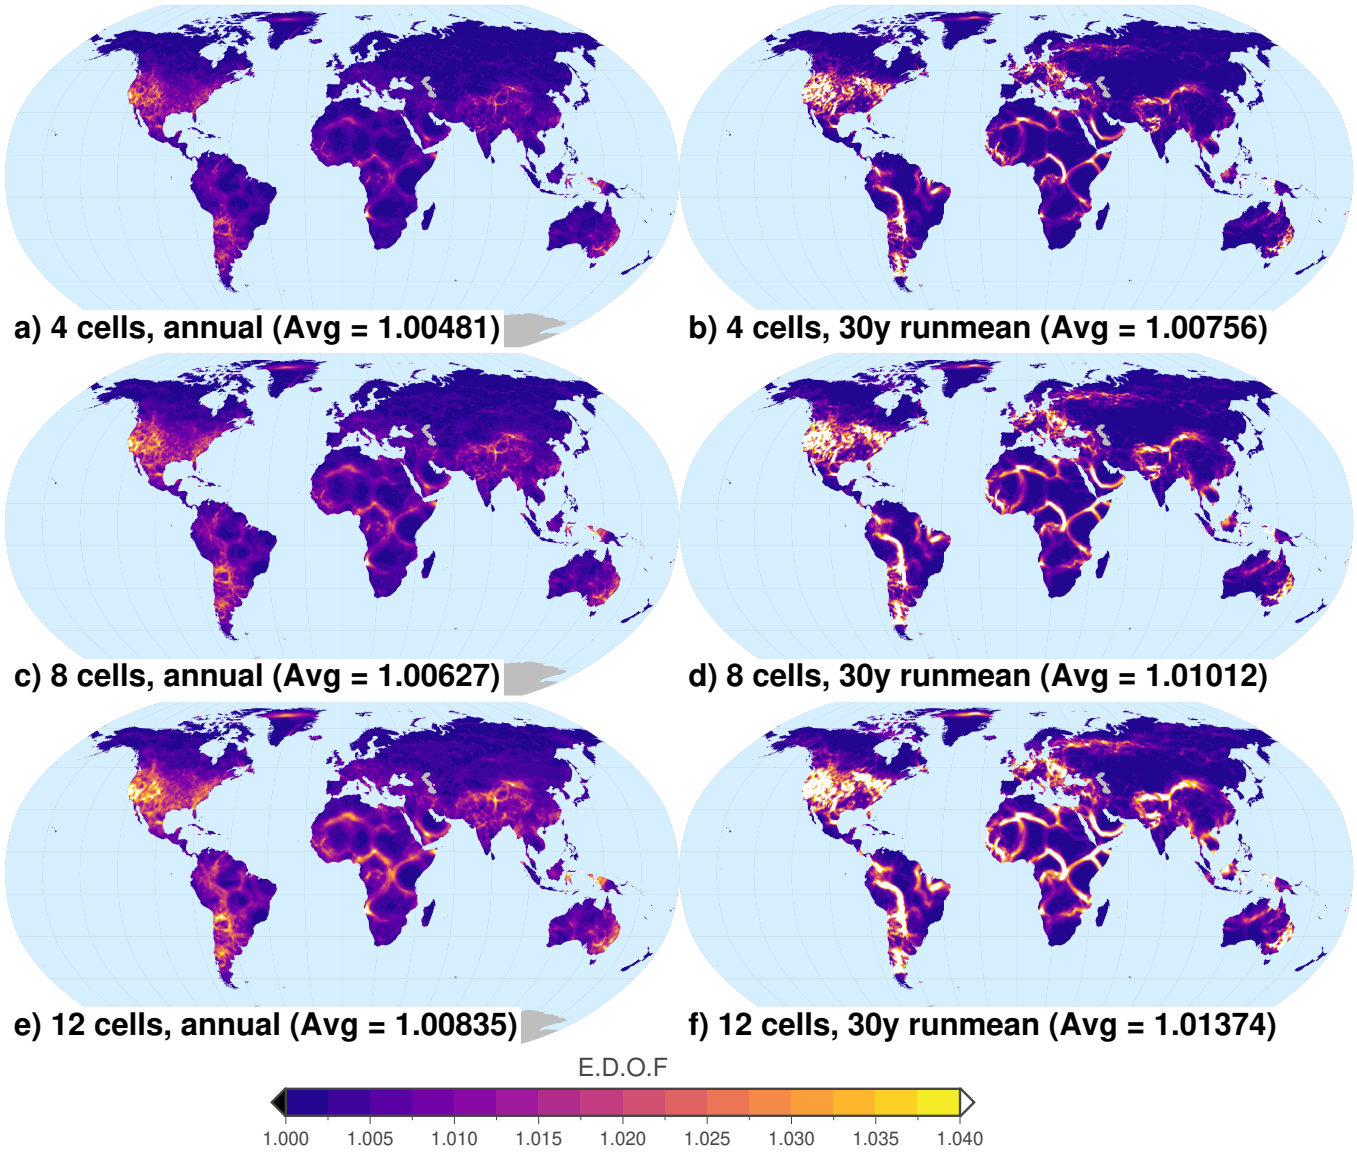 a) 4 cells, annual (Avg = 1.00481)
b) 4 cells, 30y runmean (Avg = 1.00756)
c) 8 cells, annual (Avg = 1.00627)
d) 8 cells, 30y runmean (Avg = 1.01012)
e) 12 cells, annual (Avg = 1.00835)
f) 12 cells, 30y runmean (Avg = 1.01374)
E.D.O.F
1.000 1.005 1.010 1.015 1.020 1.025 1.030 1.035 1.040